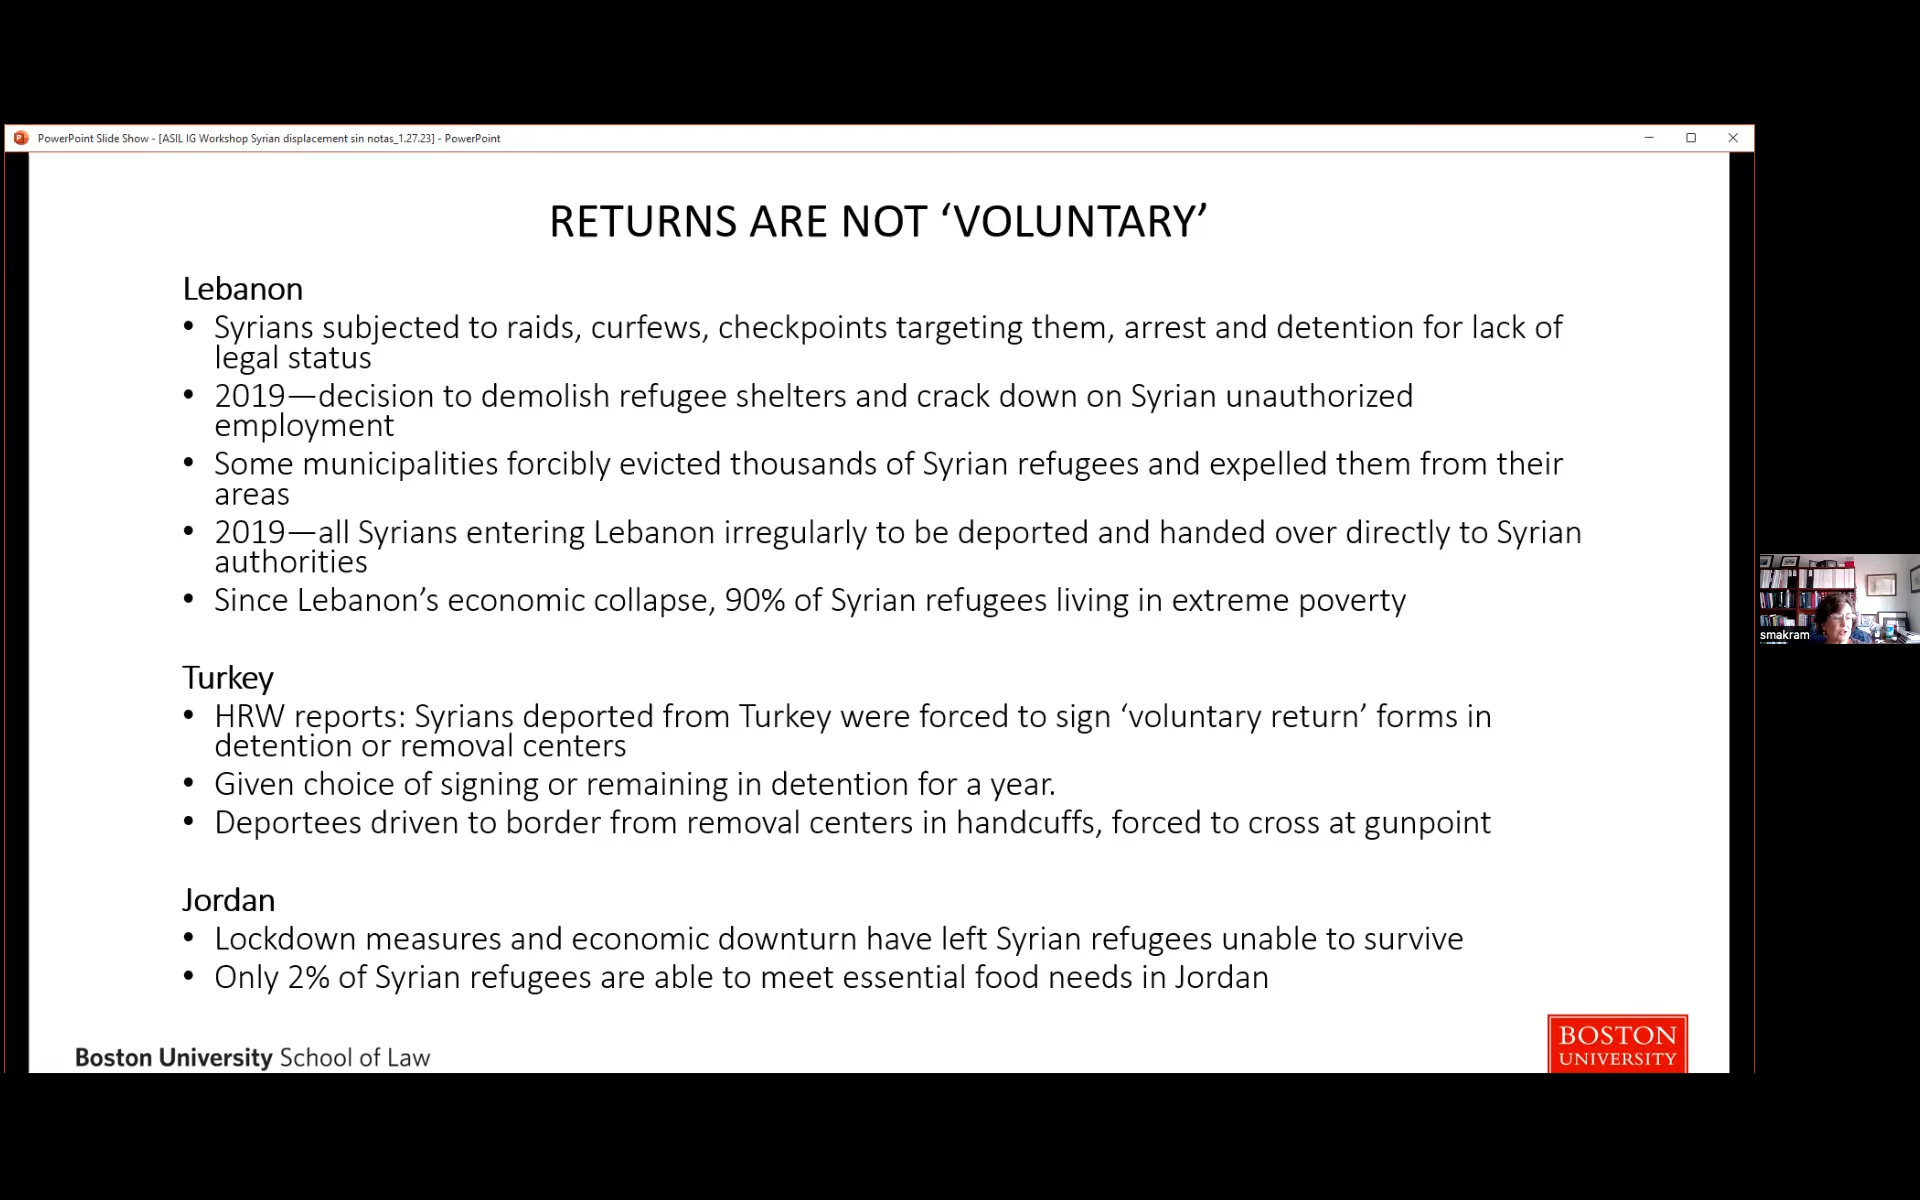 PowerPoint Slide Show - [ASIL IG Workshop Syrian displacement sin notas_1.27.23] - PowerPoint
RETURNS ARE NOT ‘VOLUNTARY’
Lebanon
• Syrians subjected to raids, curfews, checkpoints targeting them, arrest and detention for lack of
legal status
• 2019—decision to demolish refugee shelters and crack down on Syrian unauthorized
employment
• Some municipalities forcibly evicted thousands of Syrian refugees and expelled them from their
areas
• 2019—all Syrians entering Lebanon irregularly to be deported and handed over directly to Syrian
authorities
• Since Lebanon’s economic collapse, 90% of Syrian refugees living in extreme poverty
Turkey
• HRW reports: Syrians deported from Turkey were forced to sign ‘voluntary return’ forms in
detention or removal centers
• Given choice of signing or remaining in detention for a year.
• Deportees driven to border from removal centers in handcuffs, forced to cross at gunpoint
Jordan
• Lockdown measures and economic downturn have left Syrian refugees unable to survive
• Only 2% of Syrian refugees are able to meet essential food needs in Jordan
Boston University School of Law
BOSTON
UNIVERSITY
smakram